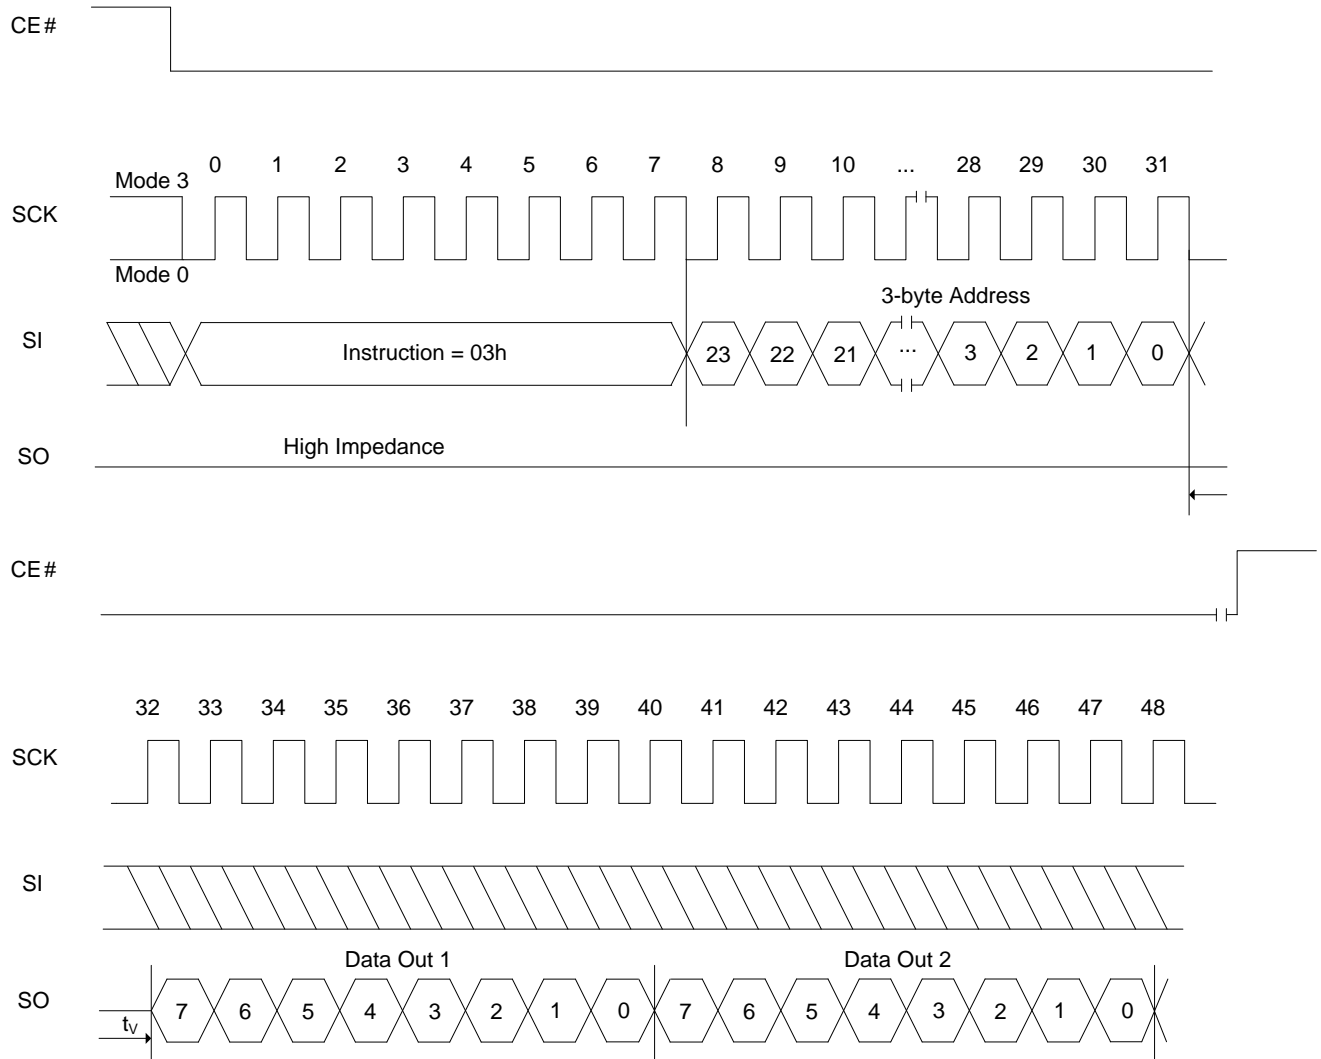 CE#
0 1 2 3 4 5 6 7 8 9 10 ... 28 29 30 31
Mode 3
SCK
Mode 0
3-byte Address
SI
Instruction = 03h 23 22 21 ... 3 2 1 0
High Impedance
SO
CE#
32 33 34 35 36 37 38 39 40 41 42 43 44 45 46 47 48
SCK
SI
Data Out 1 Data Out 2
SO 7 6 5 4 3 2 1 0 7 6 5 4 3 2 1 0
tV